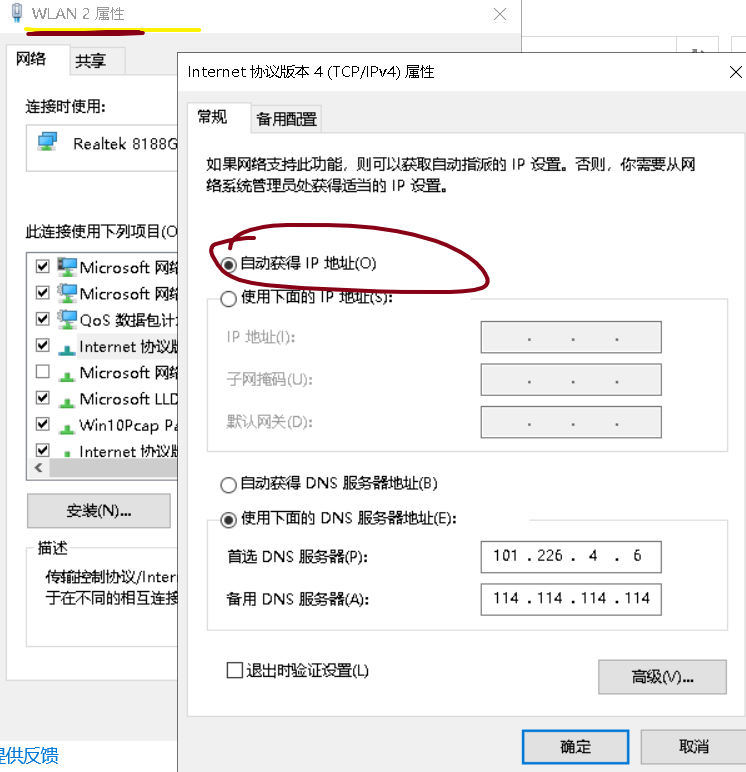 WLAN 2 属性
网络
共享
连接时使用:
Realtek 8188G
此连接使用下列项目(O
Microsoft 网络
Microsoft 网络
QoS 数据包计
Internet 协议版
Microsoft 网络
Microsoft LLD
Win10Pcap Pa
Internet 协议版
安装(N)...
描述
传输控制协议/Inter
于在不同的相互连接
提供反馈
Internet 协议版本 4 (TCP/IPv4) 属性
常规
备用配置
如果网络支持此功能，则可以获取自动指派的 IP 设置。否则，你需要从网
络系统管理员处获得适当的 IP 设置。
自动获得 IP 地址(O)
使用下面的 IP 地址(S):
IP 地址(I):
子网掩码(U):
默认网关(D):
自动获得 DNS 服务器地址(B)
使用下面的 DNS 服务器地址(E):
首选 DNS 服务器(P):
101 . 226 . 4 . 6
备用 DNS 服务器(A):
114 . 114 . 114 . 114
退出时验证设置(L)
高级(V)...
确定
取消